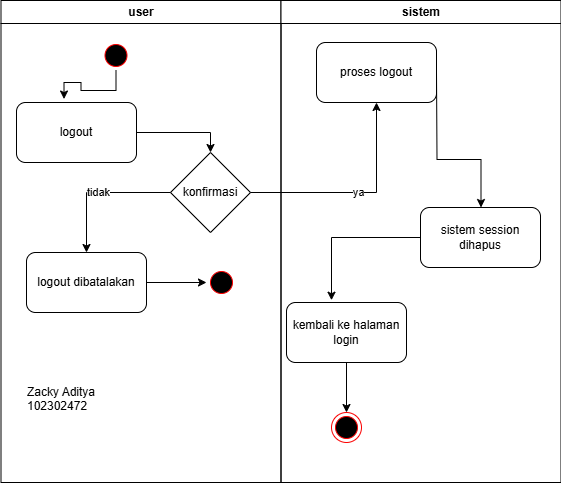 user
sistem
proses logout
logout
konfirmasi
tidak
ya
sistem session
dihapus
logout dibatalakan
kembali ke halaman
login
Zacky Aditya
102302472